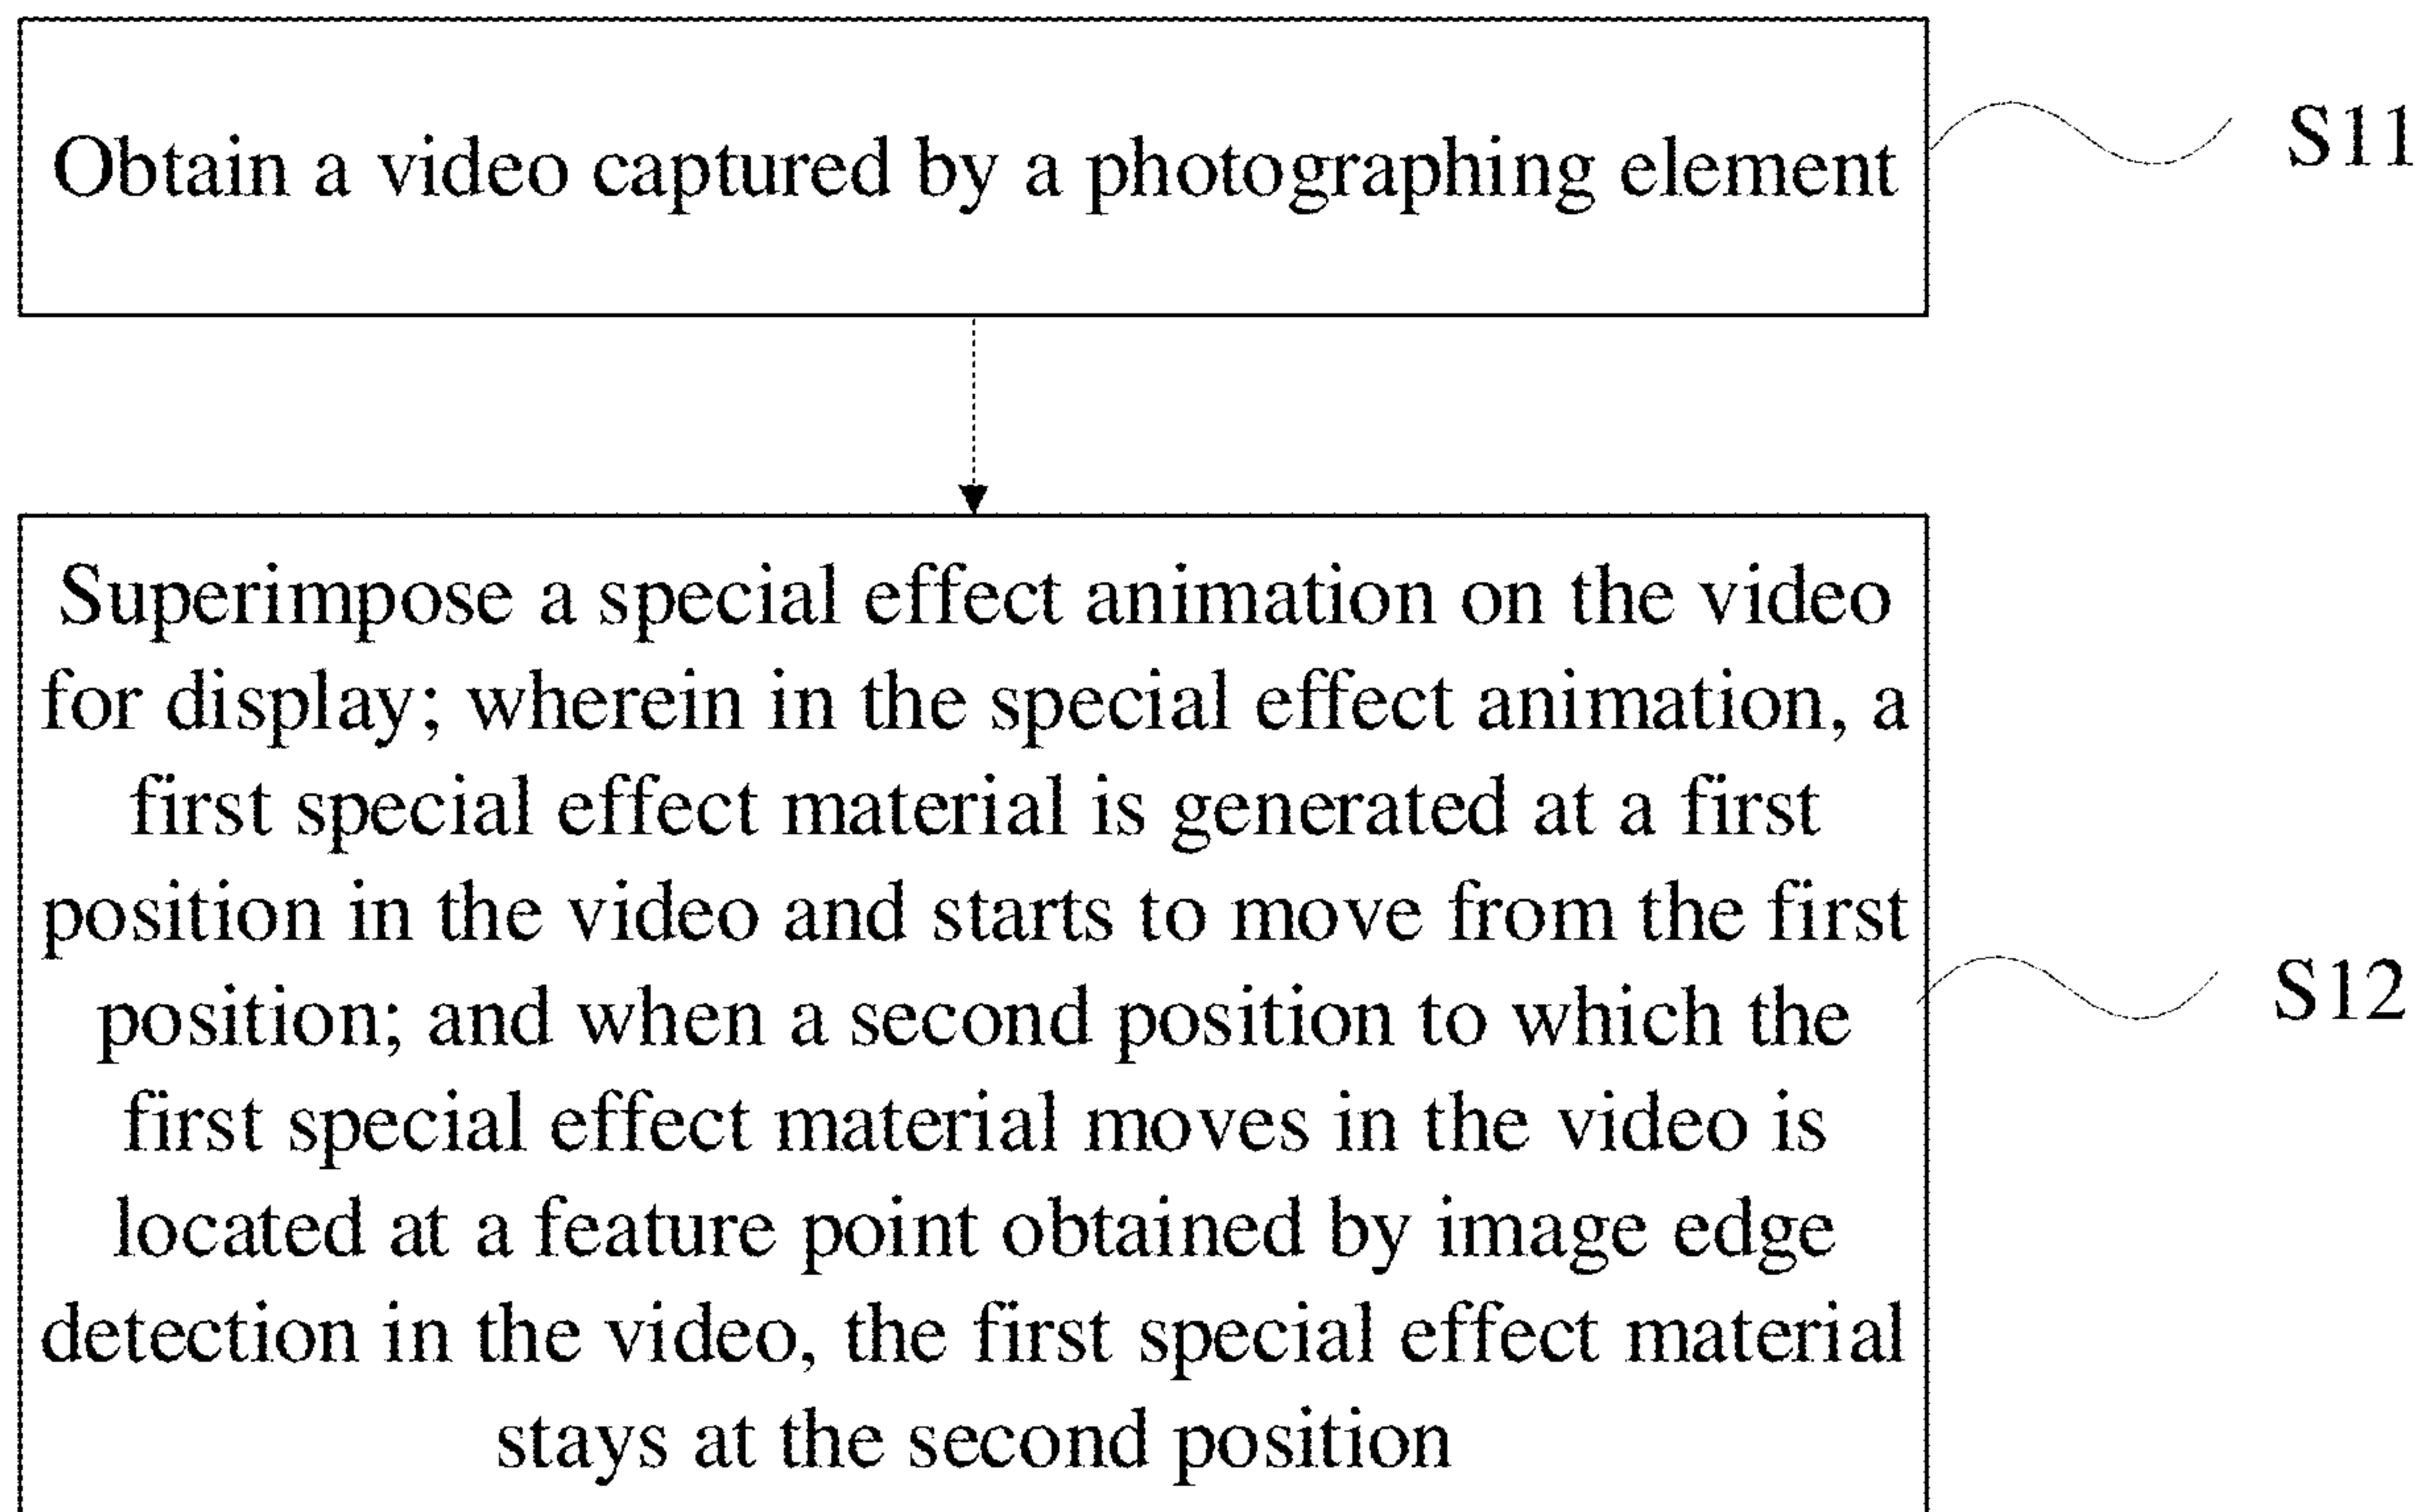 Obtain a video captured by a photographing element
S11
Superimpose a special effect animation on the video
for display; wherein in the special effect animation, a
first special effect material is generated at a first
position in the video and starts to move from the first
position; and when a second position to which the
first special effect material moves in the video is
located at a feature point obtained by image edge
detection in the video, the first special effect material
stays at the second position
S12